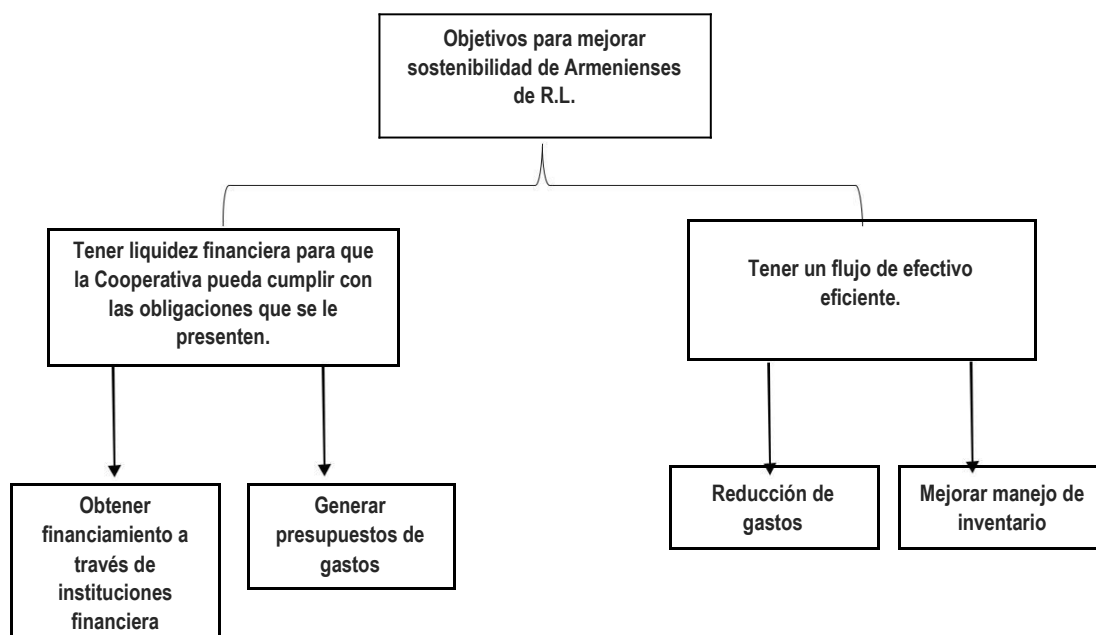 Objetivos para mejorar
sostenibilidad de Armenienses
de R.L.
Tener liquidez financiera para que
la Cooperativa pueda cumplir con
las obligaciones que se le
presenten.
Tener un flujo de efectivo
eficiente.
Obtener
financiamiento a
través de
instituciones
financiera
Generar
presupuestos de
gastos
Reducción de
gastos
Mejorar manejo de
inventario